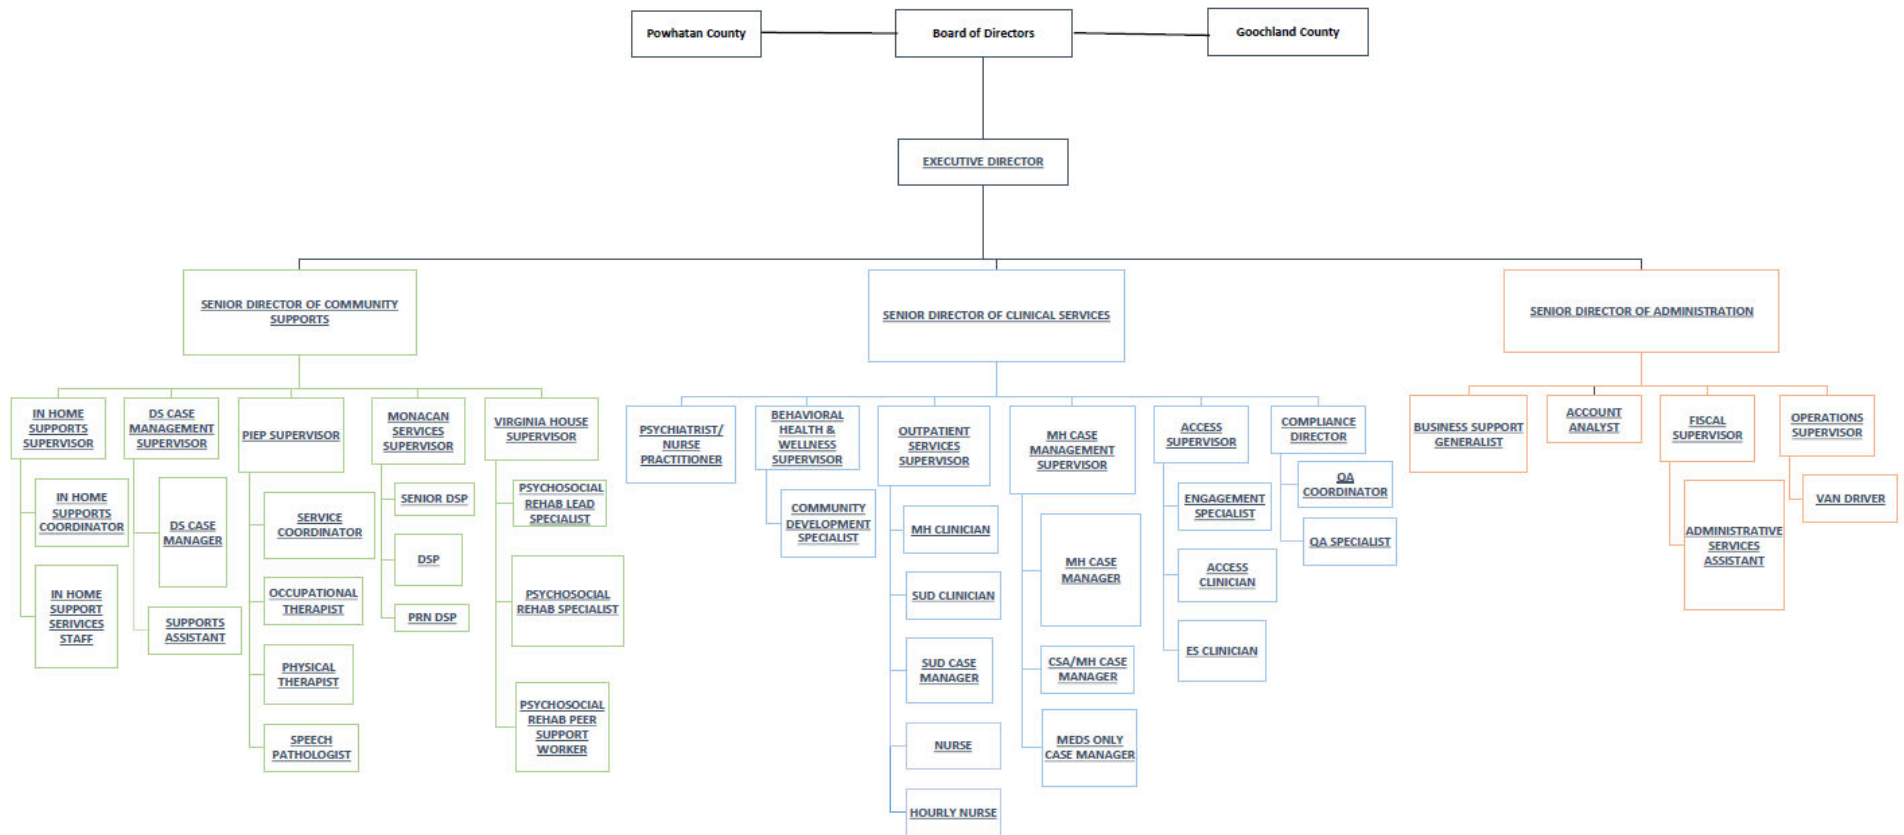 Powhatan County
Board of Directors
Goochland County
EXECUTIVE DIRECTOR
SENIOR DIRECTOR OF COMMUNITY
SUPPORTS
SENIOR DIRECTOR OF CLINICAL SERVICES
SENIOR DIRECTOR OF ADMINISTRATION
IN HOME
SUPPORTS
SUPERVISOR
DS CASE
MANAGEMENT
SUPERVISOR
PIEP SUPERVISOR
MONACAN
SERVICES
SUPERVISOR
VIRGINIA HOUSE
SUPERVISOR
PSYCHIATRIST/
NURSE
PRACTITIONER
BEHAVIORAL
HEALTH &
WELLNESS
SUPERVISOR
OUTPATIENT
SERVICES
SUPERVISOR
MH CASE
MANAGEMENT
SUPERVISOR
ACCESS
SUPERVISOR
COMPLIANCE
DIRECTOR
BUSINESS SUPPORT
GENERALIST
ACCOUNT
ANALYST
FISCAL
SUPERVISOR
OPERATIONS
SUPERVISOR
IN HOME
SUPPORTS
COORDINATOR
IN HOME
SUPPORT
SERIVICES
STAFF
DS CASE
MANAGER
SUPPORTS
ASSISTANT
SERVICE
COORDINATOR
OCCUPATIONAL
THERAPIST
PHYSICAL
THERAPIST
SPEECH
PATHOLOGIST
SENIOR DSP
DSP
PRN DSP
PSYCHOSOCIAL
REHAB LEAD
SPECIALIST
PSYCHOSOCIAL
REHAB SPECIALIST
PSYCHOSOCIAL
REHAB PEER
SUPPORT
WORKER
COMMUNITY
DEVELOPMENT
SPECIALIST
MH CLINICIAN
SUD CLINICIAN
SUD CASE
MANAGER
NURSE
HOURLY NURSE
MH CASE
MANAGER
CSA/MH CASE
MANAGER
MEDS ONLY
CASE MANAGER
ENGAGEMENT
SPECIALIST
ACCESS
CLINICIAN
ES CLINICIAN
QA
COORDINATOR
QA SPECIALIST
ADMINISTRATIVE
SERVICES
ASSISTANT
VAN DRIVER